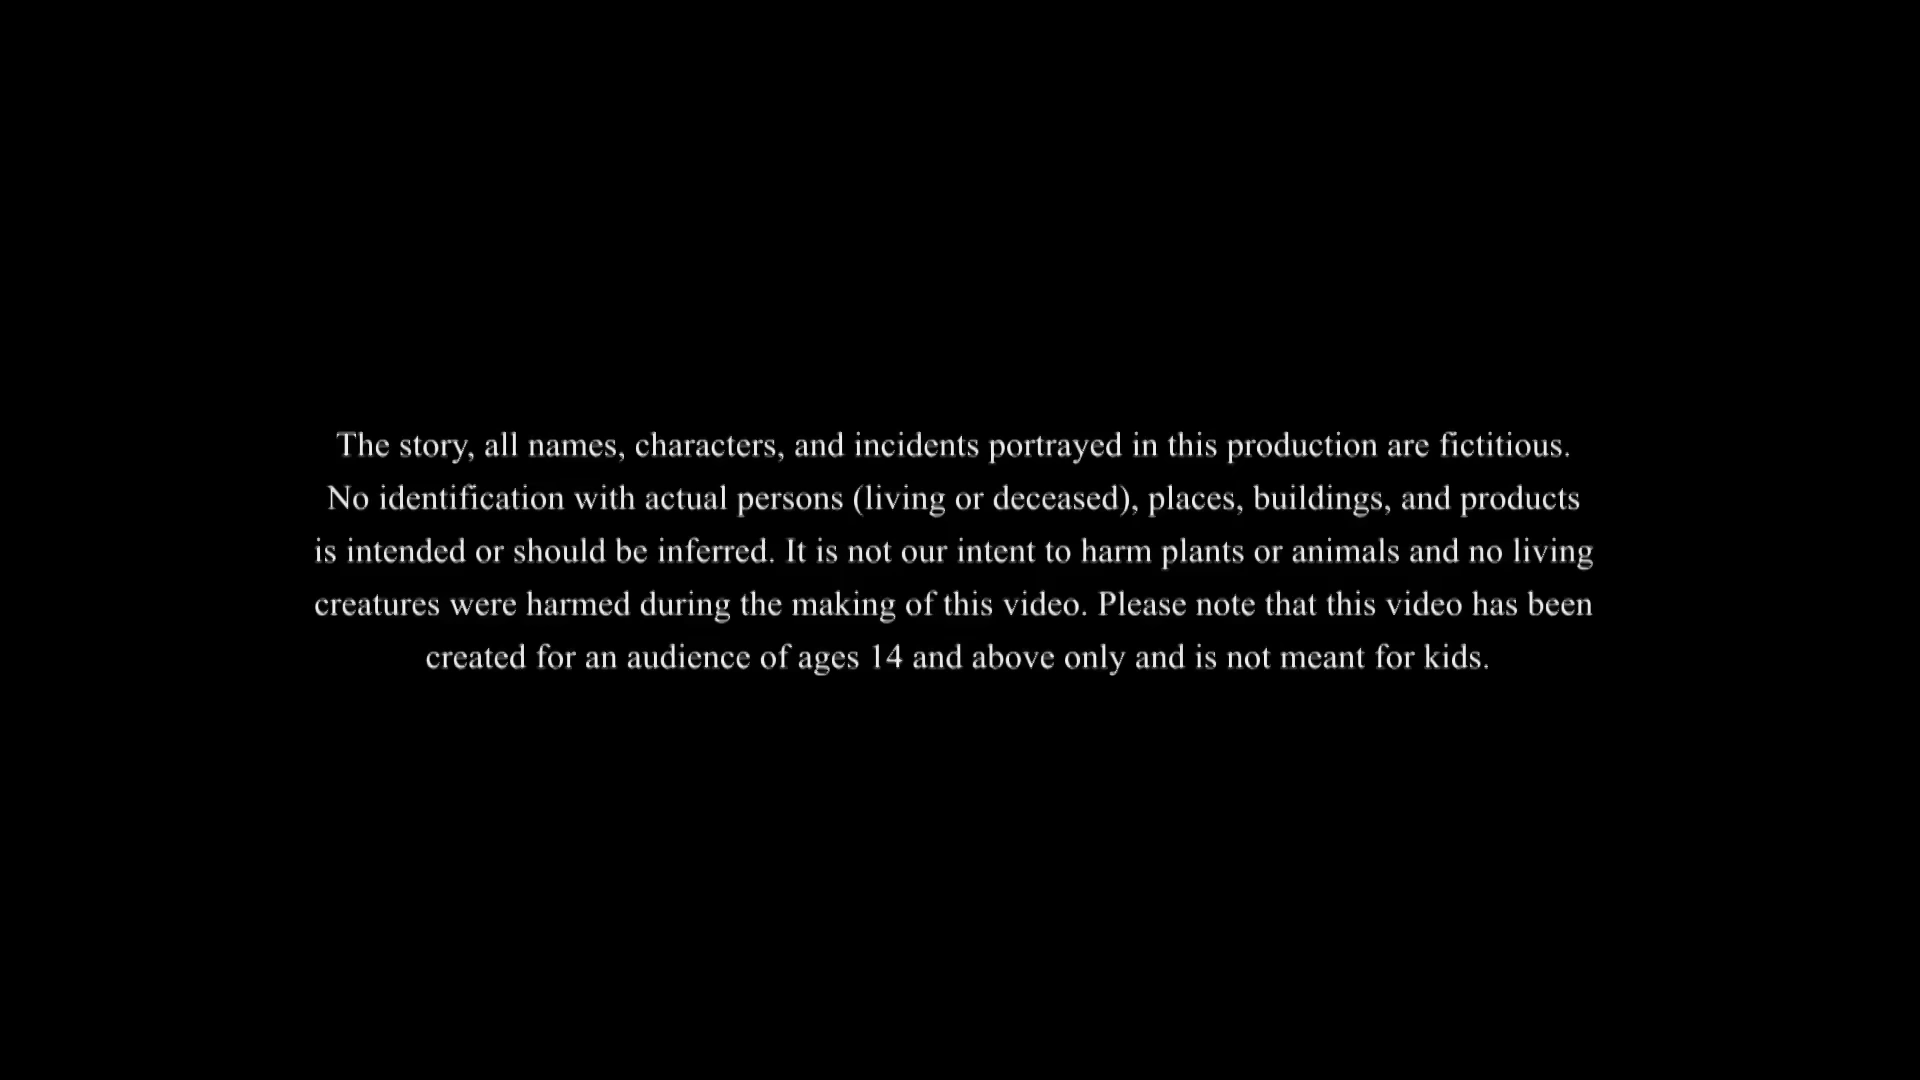 The story, all names, characters, and incidents portrayed in this production are fictitious.
No identification with actual persons (living or deceased), places, buildings, and products
is intended or should be inferred. It is not our intent to harm plants or animals and no living
creatures were harmed during the making of this video. Please note that this video has been
created for an audience of ages 14 and above only and is not meant for kids.